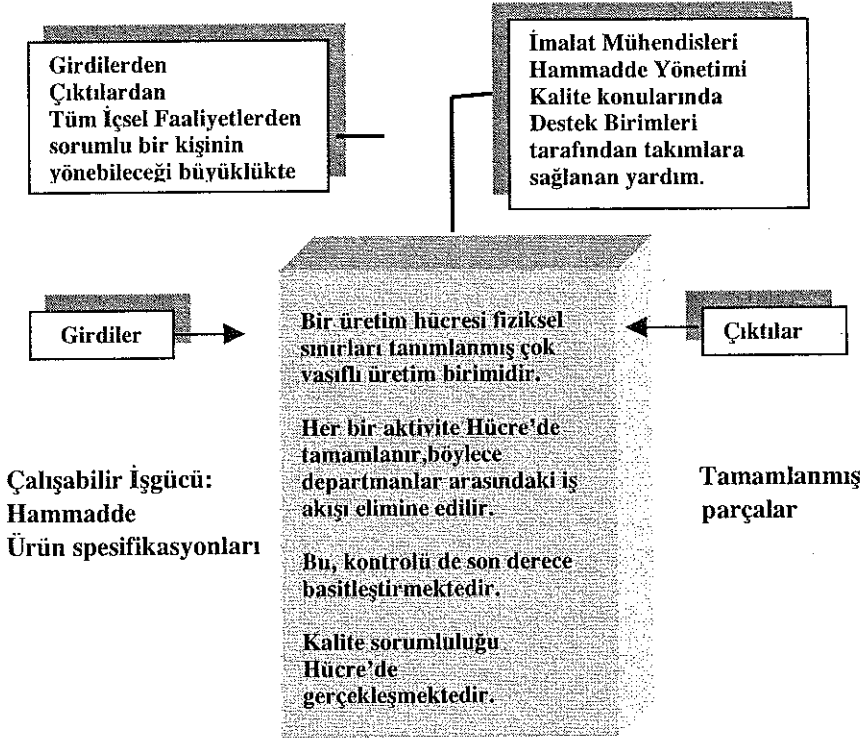 Girdilerden
Çıktılardan
Tüm İçsel Faaliyetlerden
sorumlu bir kişinin
yönebileceği büyüklükte
İmalat Mühendisleri
Hammadde Yönetimi
Kalite konularında
Destek Birimleri
tarafından takımlara
sağlanan yardım.
Girdiler
Bir üretim hücresi fiziksel
sınırları tanımlanmış çok
vasıflı üretim birimidir.
Her bir aktivite Hücre'de
tamamlanır,böylece
departmanlar arasındaki iş
akışı elimine edilir.
Bu, kontrolü de son derece
basitleştirmektedir.
Kalite sorumluluğu
Hücre'de
gerçekleşmektedir.
Çıktılar
Çalışabilir İşgücü:
Hammadde
Ürün spesifikasyonları
Tamamlanmış
parçalar